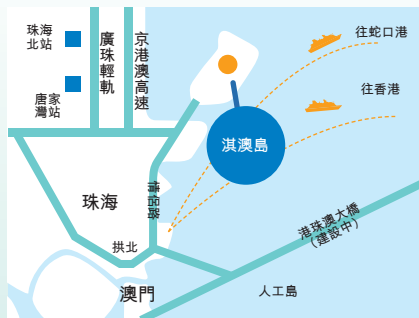 珠海
北站
廣珠輕軌
京港澳高速
往蛇口港
唐家
灣站
往香港
淇澳島
情侶路
珠海
港珠澳大橋
(建設中)
拱北
澳門
人工島